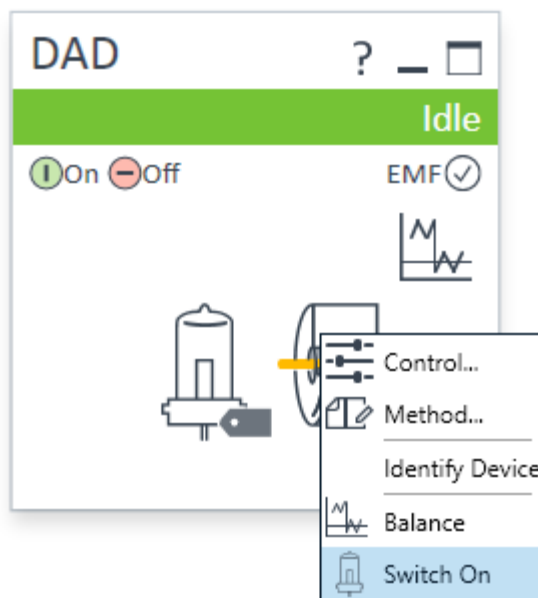 DAD ?
Idle
On Off EMF
Control...
Method...
Identify Device
Balance
Switch On